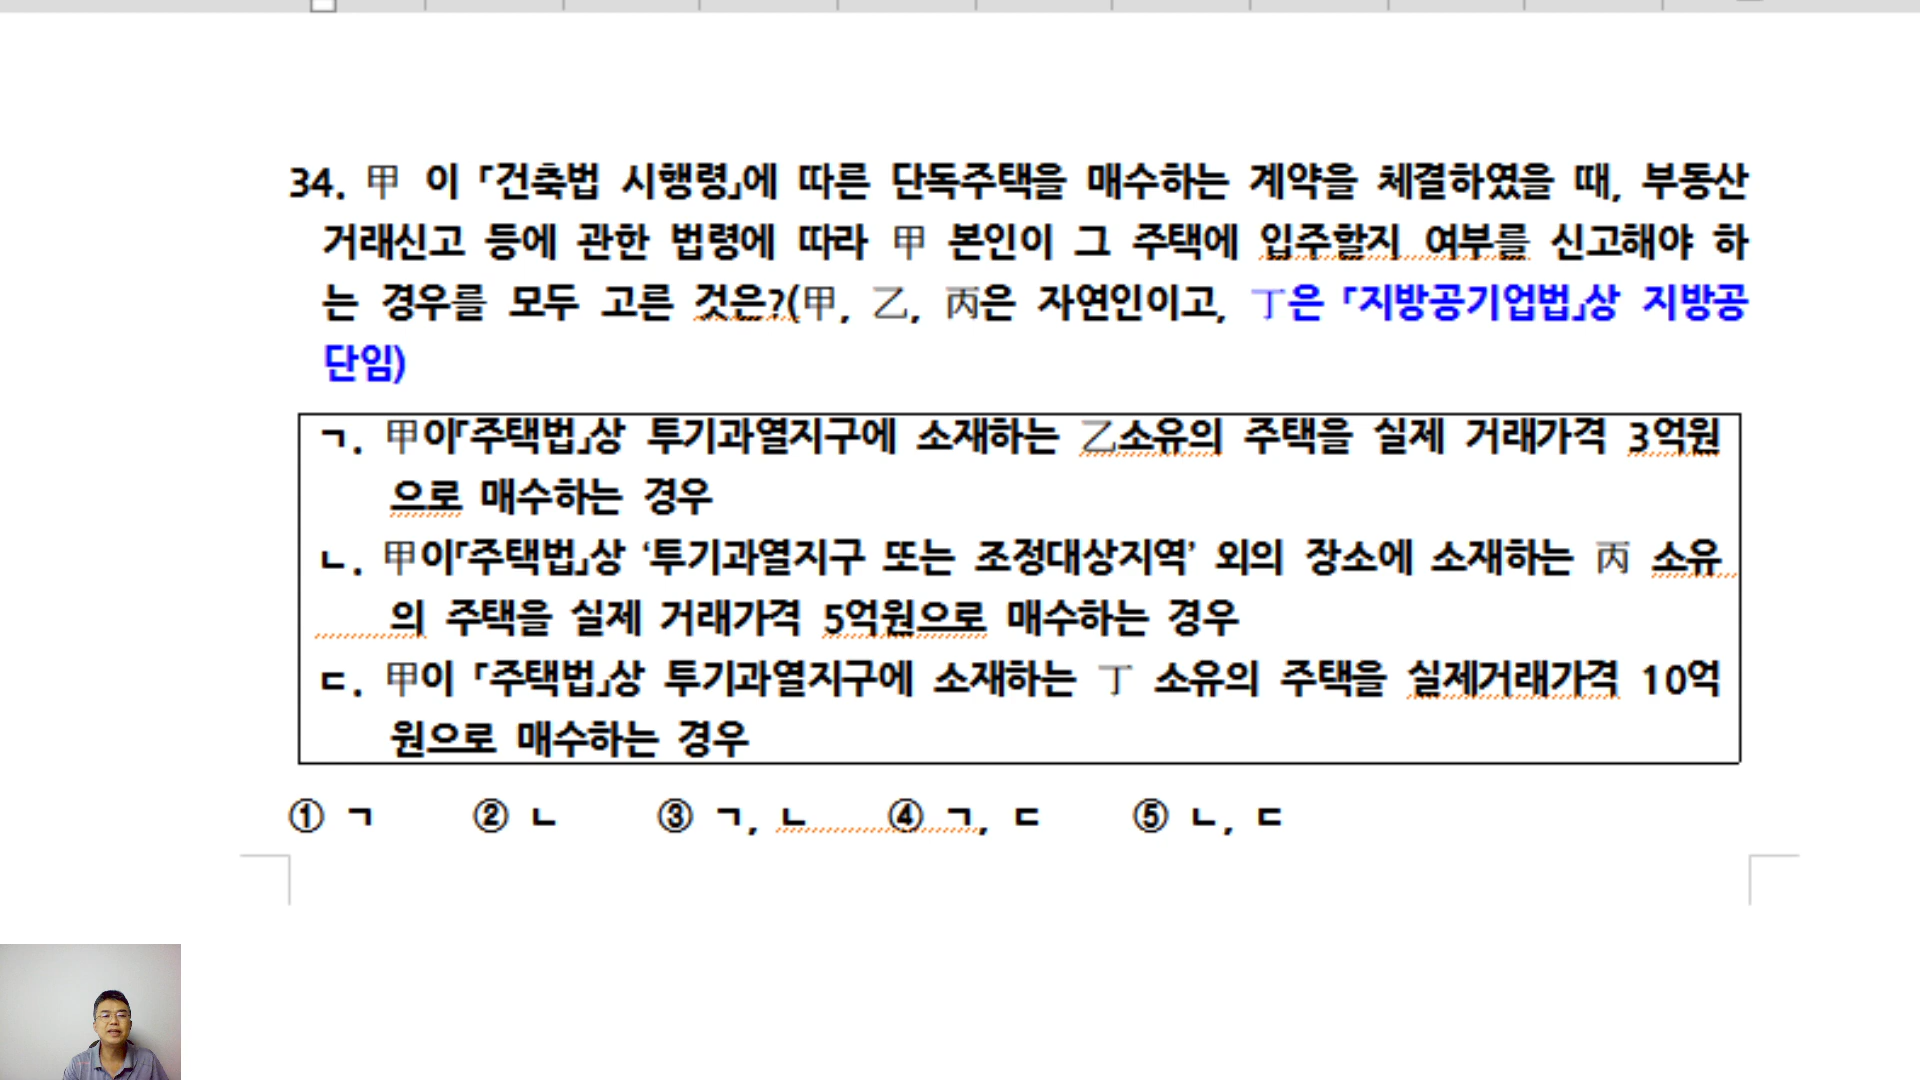 34. 甲 이 「건축법 시행령」에 따른 단독주택을 매수하는 계약을 체결하였을 때, 부동산
거래신고 등에 관한 법령에 따라 甲 본인이 그 주택에 입주할지 여부를 신고해야 하
는 경우를 모두 고른 것은?(甲, 乙, 丙은 자연인이고, 丁은 「지방공기업법」상 지방공
단임)
ㄱ. 甲이「주택법」상 투기과열지구에 소재하는 乙소유의 주택을 실제 거래가격 3억원
으로 매수하는 경우
ㄴ. 甲이「주택법」상 ‘투기과열지구 또는 조정대상지역’ 외의 장소에 소재하는 丙 소유
의 주택을 실제 거래가격 5억원으로 매수하는 경우
ㄷ. 甲이 「주택법」상 투기과열지구에 소재하는 丁 소유의 주택을 실제거래가격 10억
원으로 매수하는 경우
① ㄱ ② ㄴ ③ ㄱ, ㄴ ④ ㄱ, ㄷ ⑤ ㄴ, ㄷ